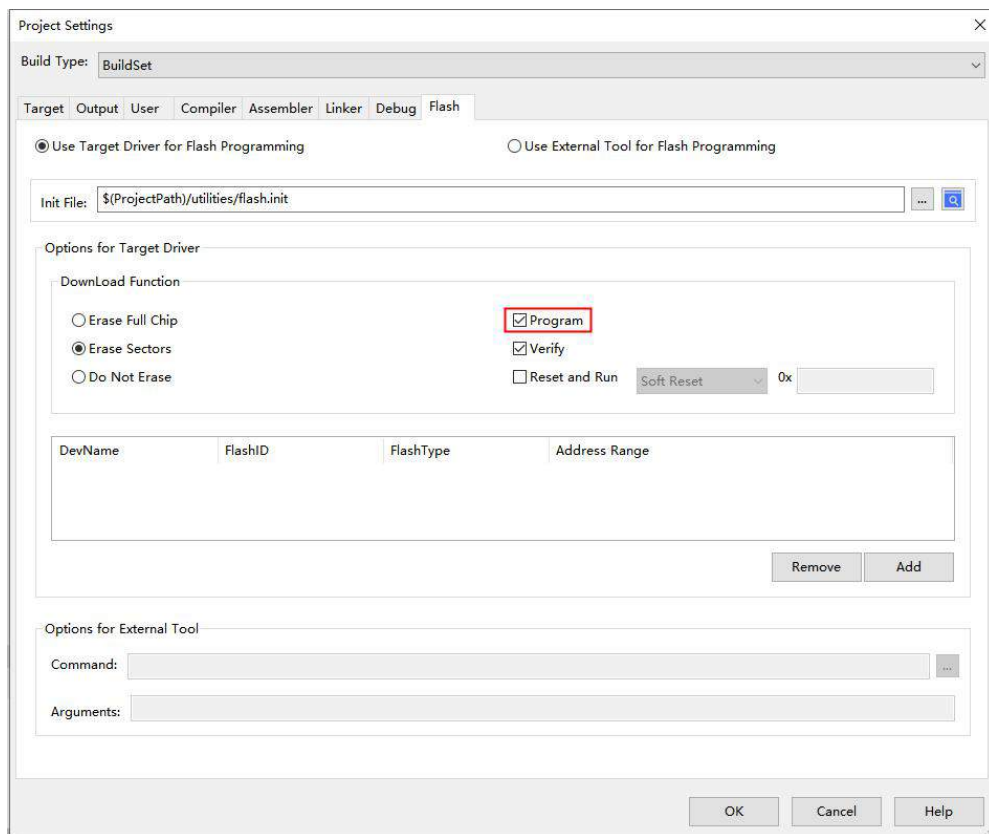 Project Settings
Build Type: BuildSet
Target Output User Compiler Assembler Linker Debug Flash
Use Target Driver for Flash Programming Use External Tool for Flash Programming
Init File: $(ProjectPath)/utilities/flash.init ...
Options for Target Driver
DownLoad Function
Erase Full Chip Program
Erase Sectors Verify
Do Not Erase Reset and Run Soft Reset 0x
DevName FlashID FlashType Address Range
Remove Add
Options for External Tool
Command: ...
Arguments:
OK Cancel Help